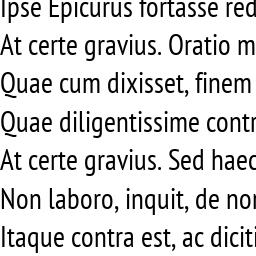 Ipse Epicurus fortasse red
At certe gravius. Oratio m
Quae cum dixisset, finem
Quae diligentissime contr
At certe gravius. Sed haec
Non laboro, inquit, de nor
Itaque contra est, ac diciti